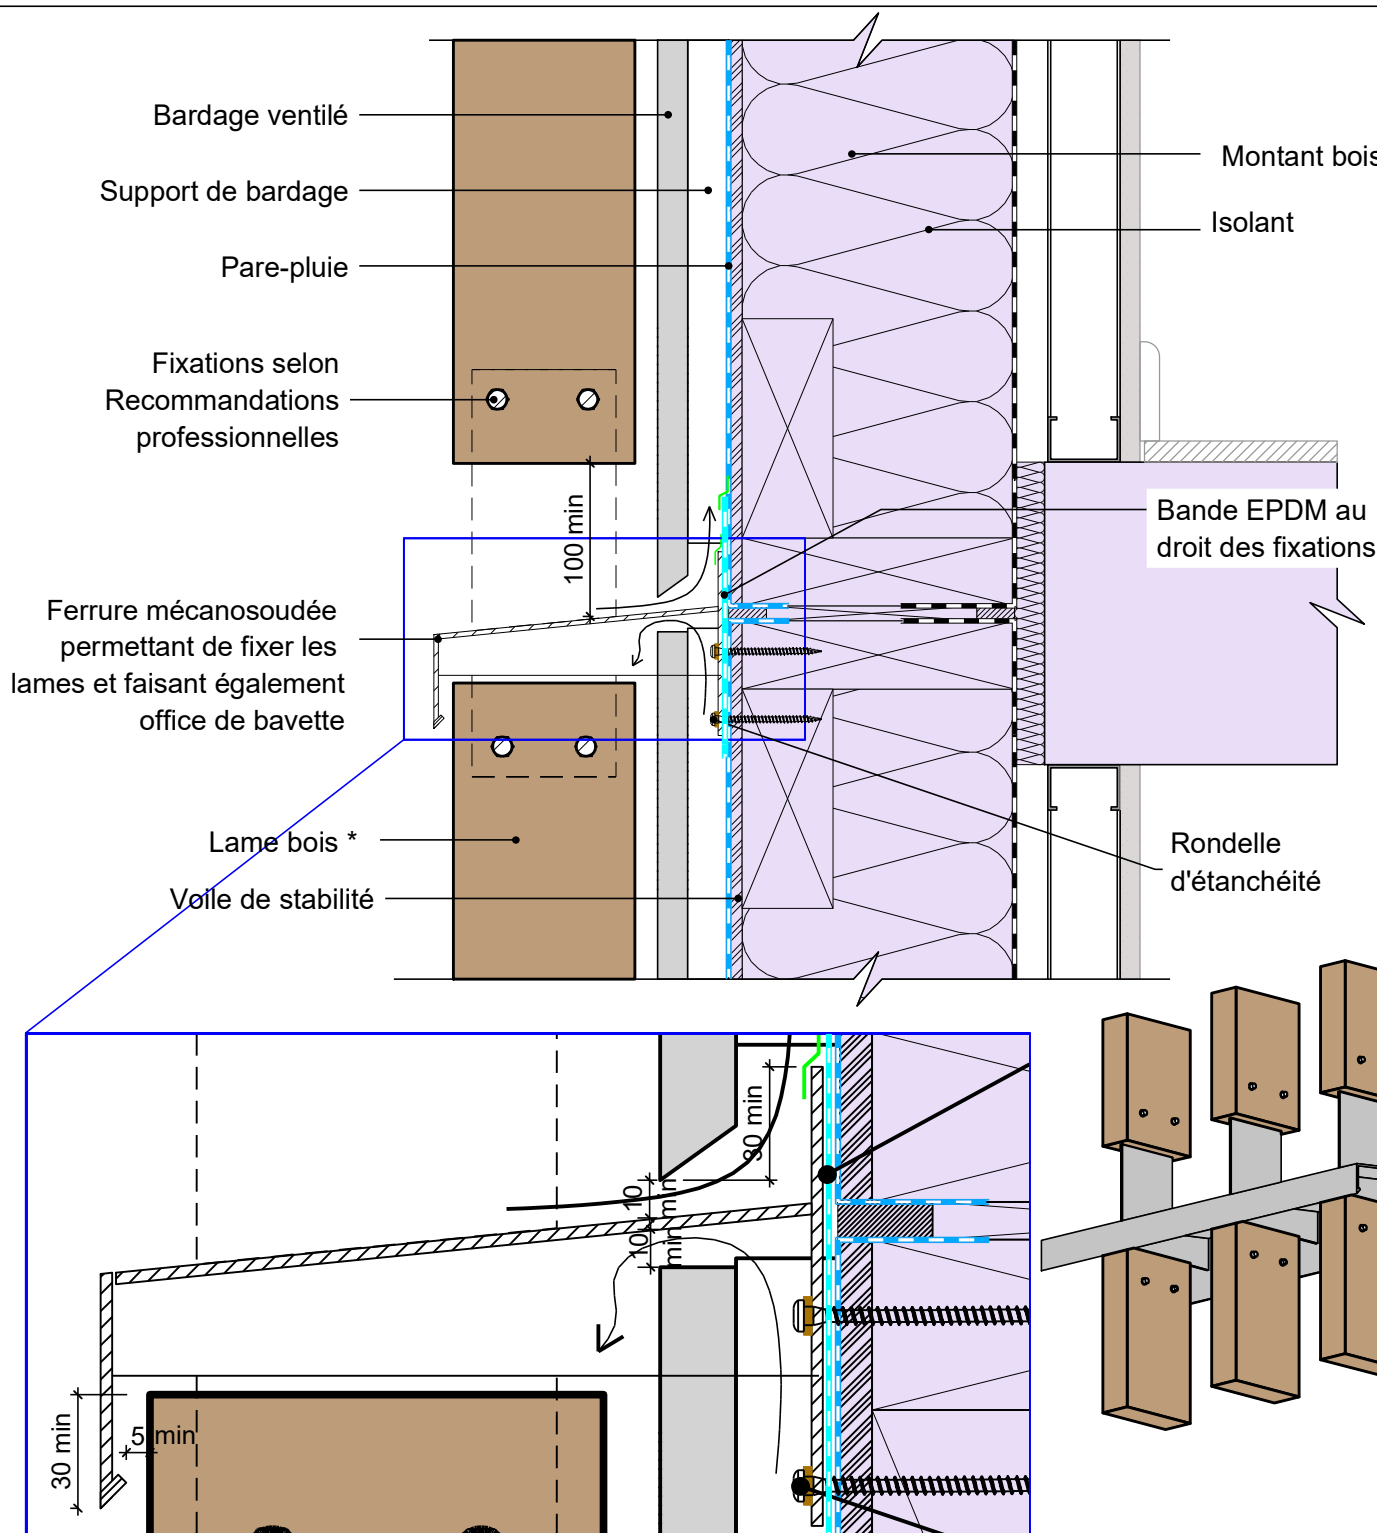 Bardage ventilé
Support de bardage
Pare-pluie
Fixations selon
Recommandations
professionnelles
Ferrure mécanosoudée
permettant de fixer les
lames et faisant également
office de bavette
Lame bois *
Voile de stabilité
Montant bois
Isolant
Bande EPDM au
droit des fixations
Rondelle
d'étanchéité
100 min
30 min
10
min
10
min
5 min
30 min